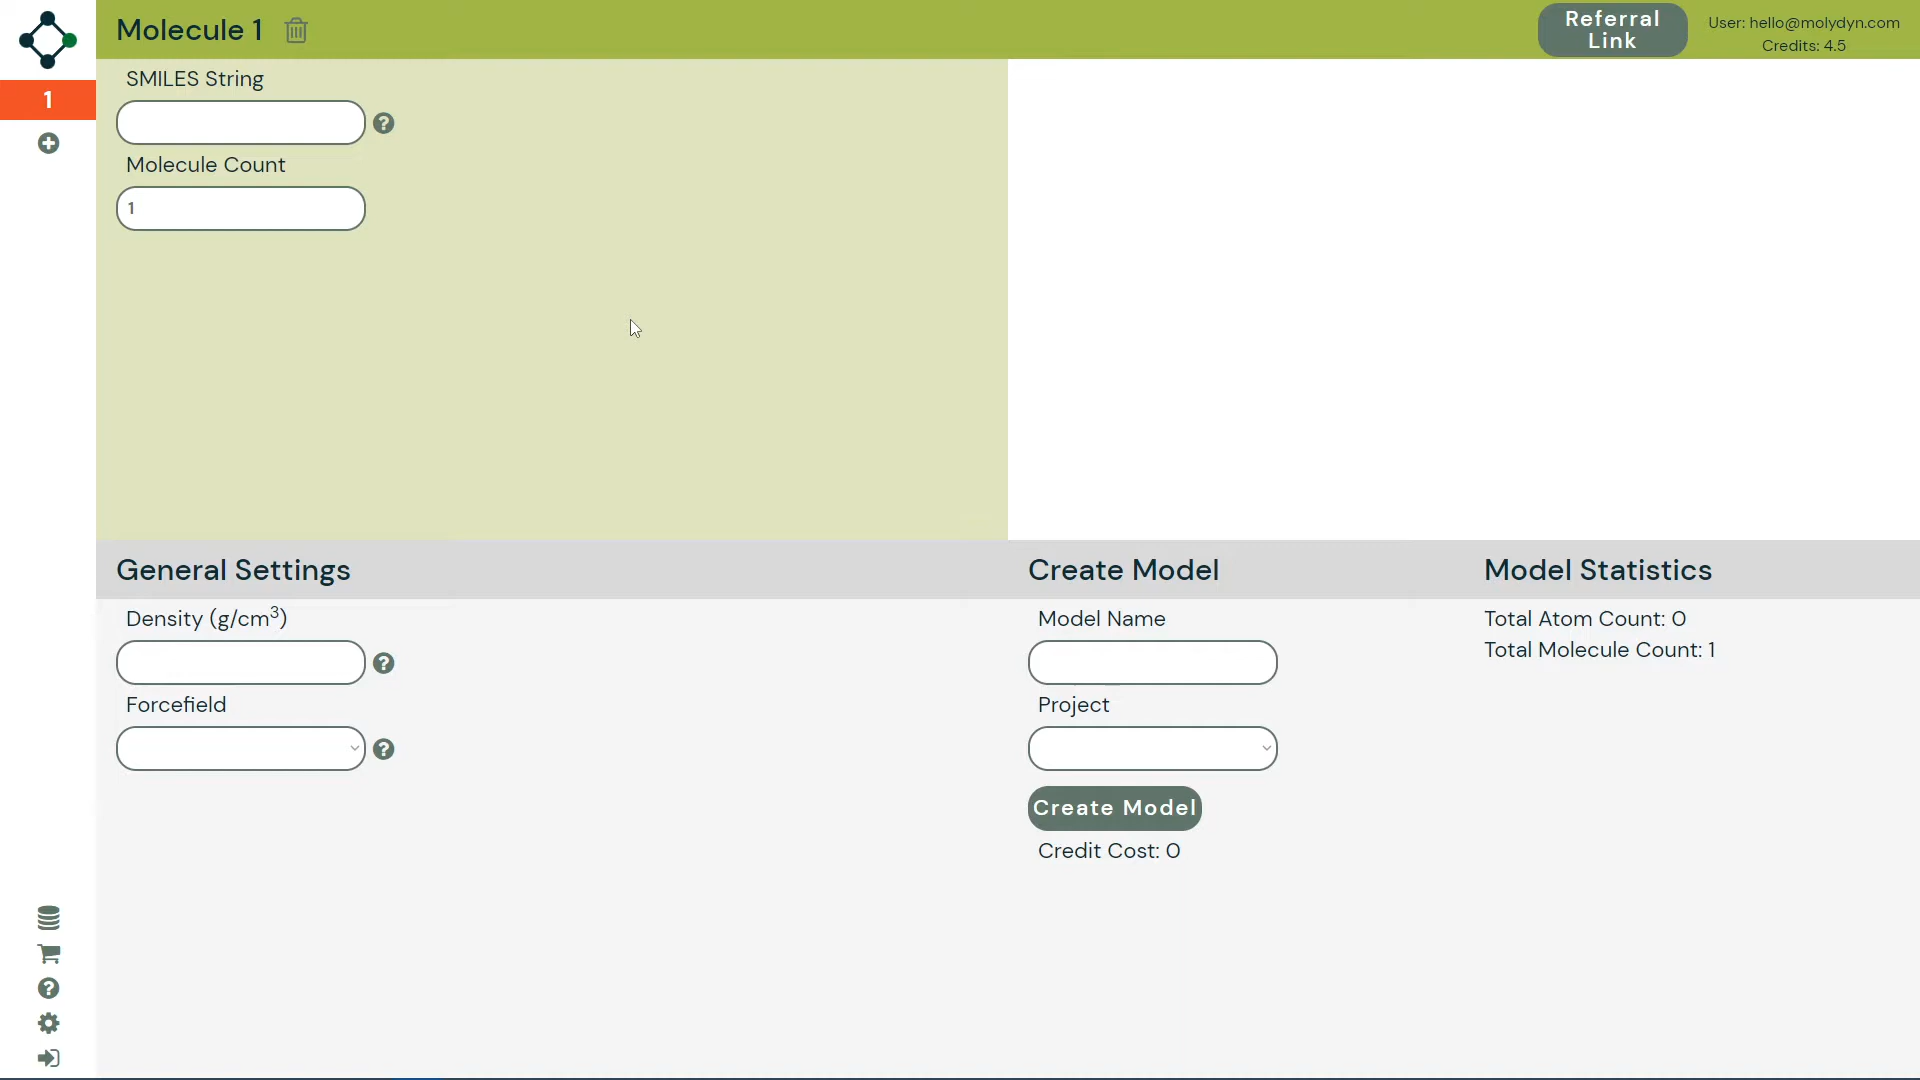 Molecule 1
Referral
Link
User: hello@molydyn.com
Credits: 4.5
1
SMILES String
?
Molecule Count
1
General Settings
Density (g/cm³)
?
Forcefield
?
Create Model
Model Name
Project
Create Model
Credit Cost: 0
Model Statistics
Total Atom Count: 0
Total Molecule Count: 1
?